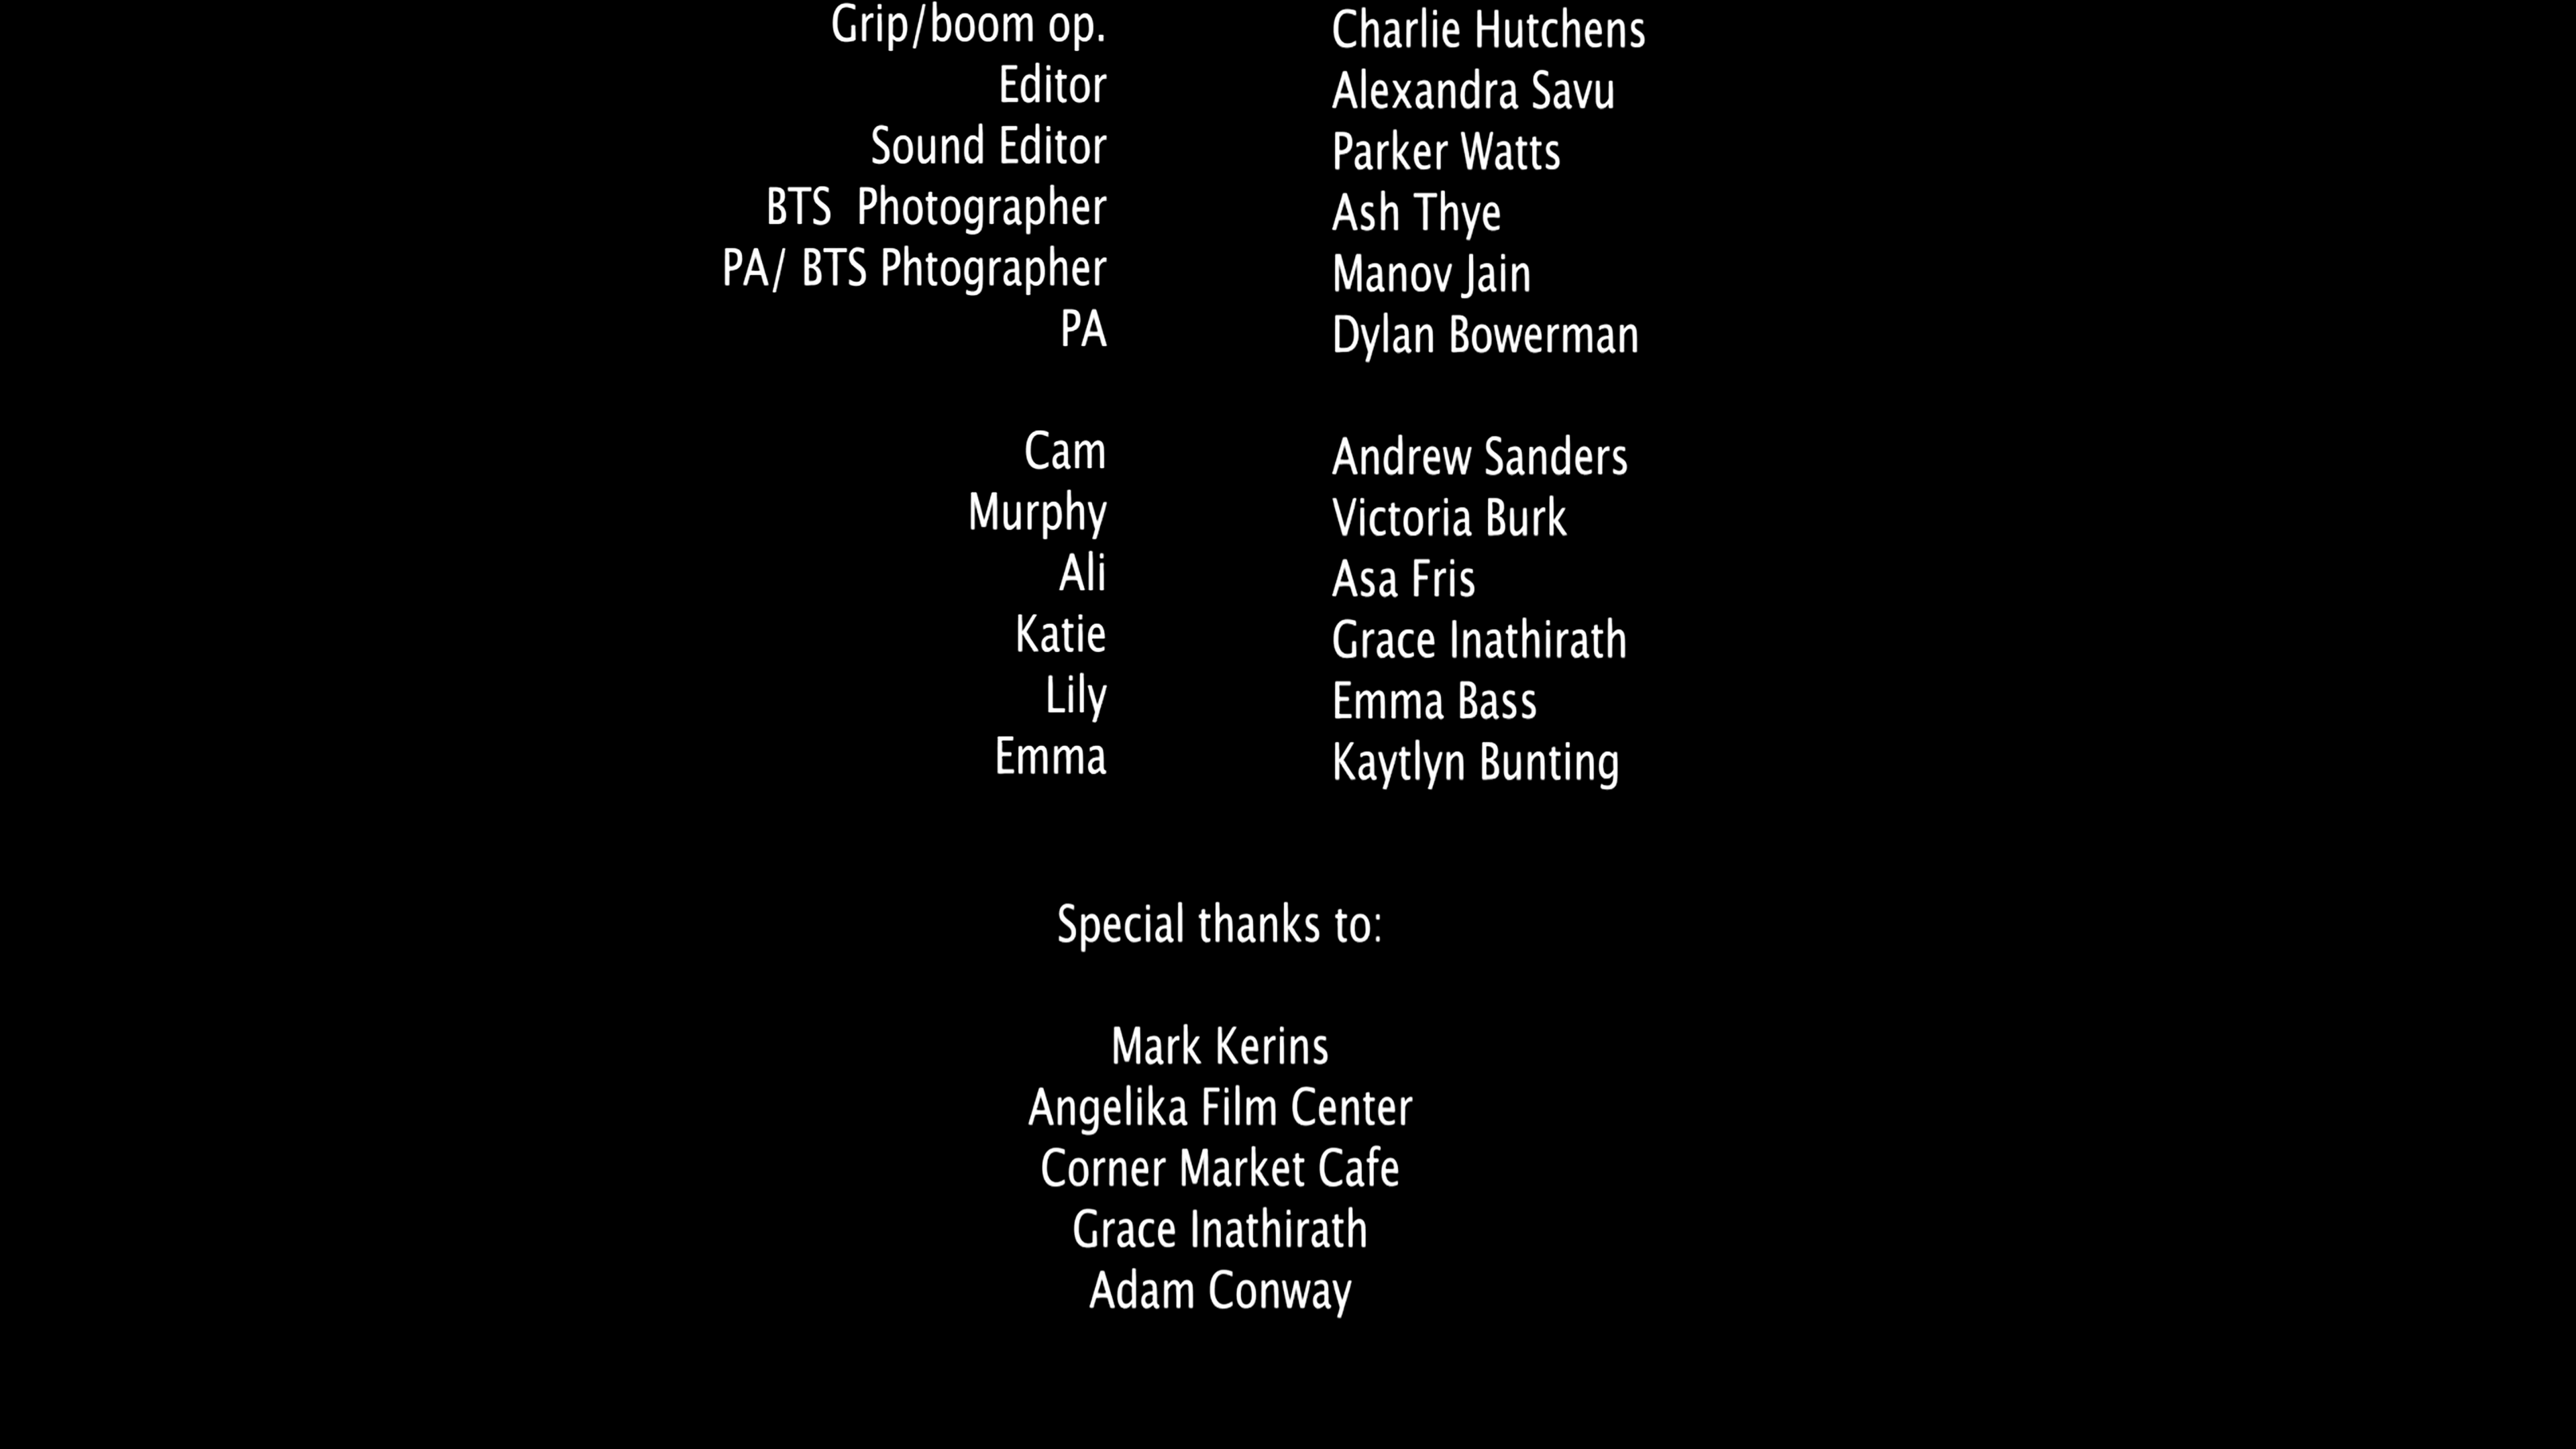 Grip/boom op. Charlie Hutchens
Editor Alexandra Savu
Sound Editor Parker Watts
BTS  Photographer Ash Thye
PA/ BTS Phtographer Manov Jain
PA Dylan Bowerman
Cam Andrew Sanders
Murphy Victoria Burk
Ali Asa Fris
Katie Grace Inathirath
Lily Emma Bass
Emma Kaytlyn Bunting
Special thanks to:
Mark Kerins
Angelika Film Center
Corner Market Cafe
Grace Inathirath
Adam Conway